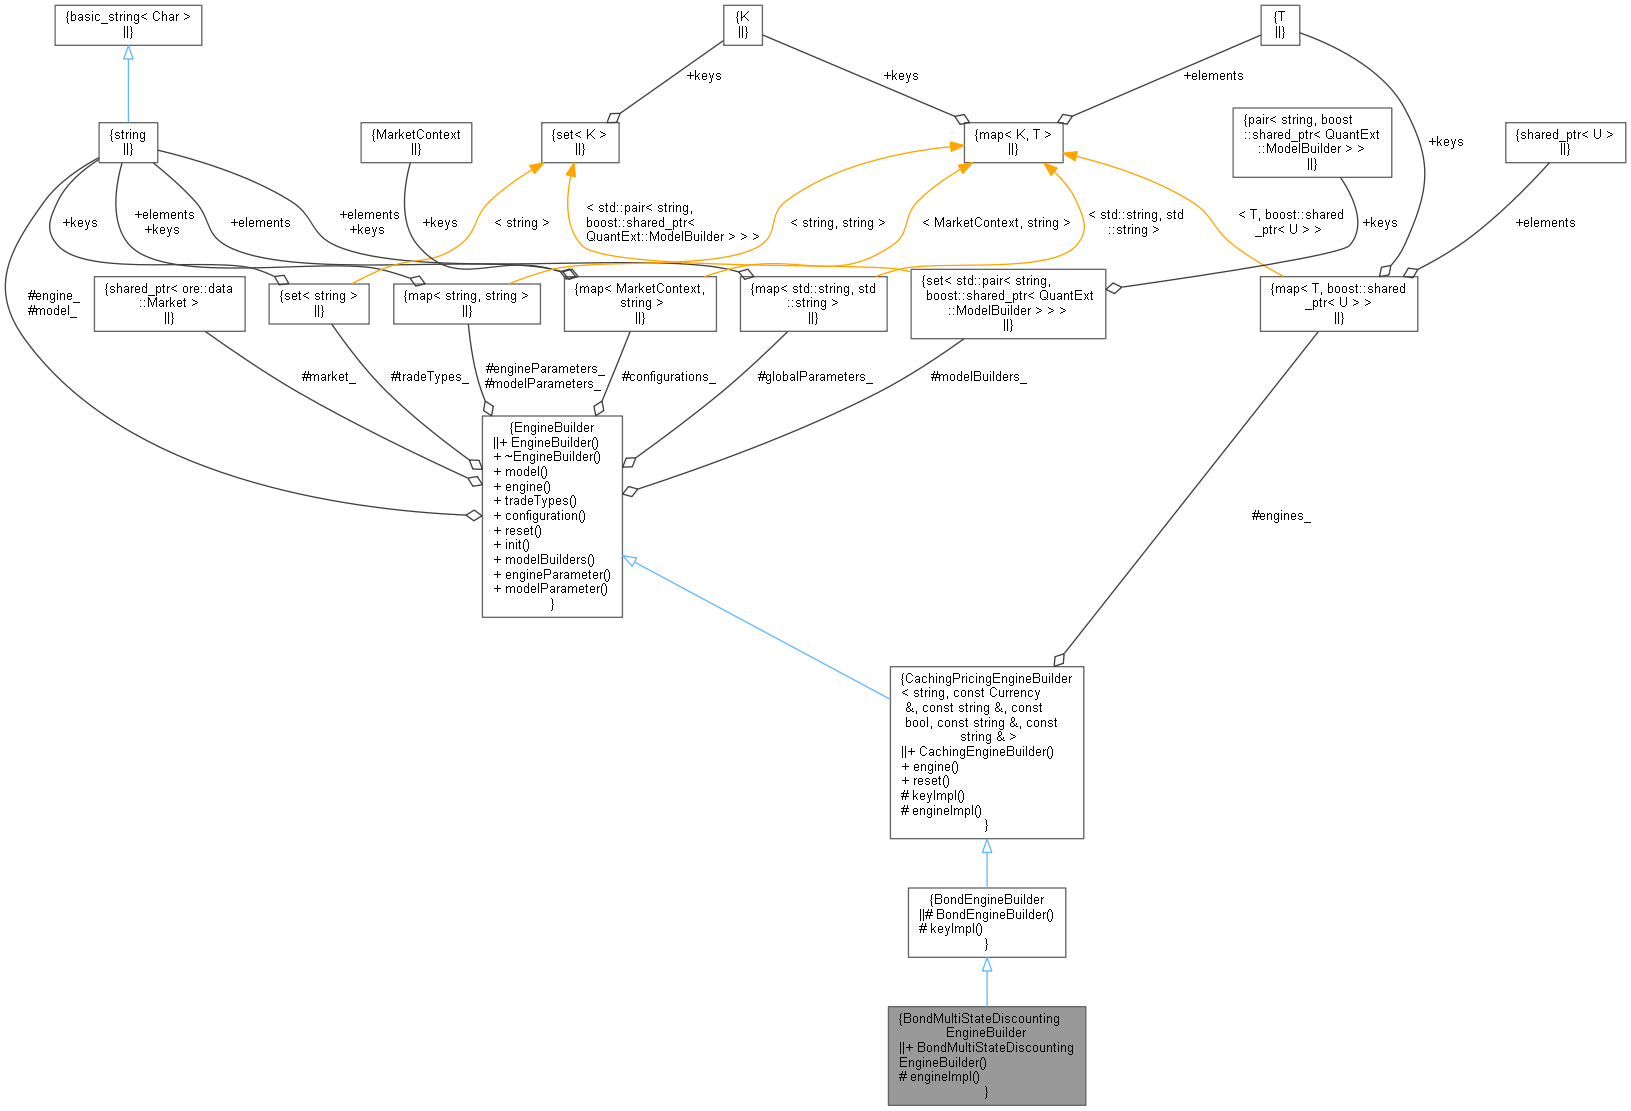 {basic_string< Char >
||}
{K
||}
{T
||}
+keys
+keys
+elements
{string
||}
{MarketContext
||}
{set< K >
||}
{map< K, T >
||}
{pair< string, boost
::shared_ptr< QuantExt
::ModelBuilder > >
||}
+keys
{shared_ptr< U >
||}
+keys
+elements
+keys
+elements
+elements
+keys
+keys
< string >
< std::pair< string,
boost::shared_ptr<
QuantExt::ModelBuilder > > >
< string, string >
< MarketContext, string >
< std::string, std
::string >
< T, boost::shared
_ptr< U > >
+keys
+elements
#engine_
#model_
{shared_ptr< ore::data
::Market >
||}
{set< string >
||}
{map< string, string >
||}
{map< MarketContext,
string >
||}
{map< std::string, std
::string >
||}
{set< std::pair< string,
boost::shared_ptr< QuantExt
::ModelBuilder > > >
||}
{map< T, boost::shared
_ptr< U > >
||}
#market_
#tradeTypes_
#engineParameters_
#modelParameters_
#configurations_
#globalParameters_
#modelBuilders_
{EngineBuilder
||+ EngineBuilder()
+ ~EngineBuilder()
+ model()
+ engine()
+ tradeTypes()
+ configuration()
+ reset()
+ init()
+ modelBuilders()
+ engineParameter()
+ modelParameter()
}
#engines_
{CachingPricingEngineBuilder
< string, const Currency
&, const string &, const
bool, const string &, const
string & >
||+ CachingEngineBuilder()
+ engine()
+ reset()
# keyImpl()
# engineImpl()
}
{BondEngineBuilder
||# BondEngineBuilder()
# keyImpl()
}
{BondMultiStateDiscounting
EngineBuilder
||+ BondMultiStateDiscounting
EngineBuilder()
# engineImpl()
}